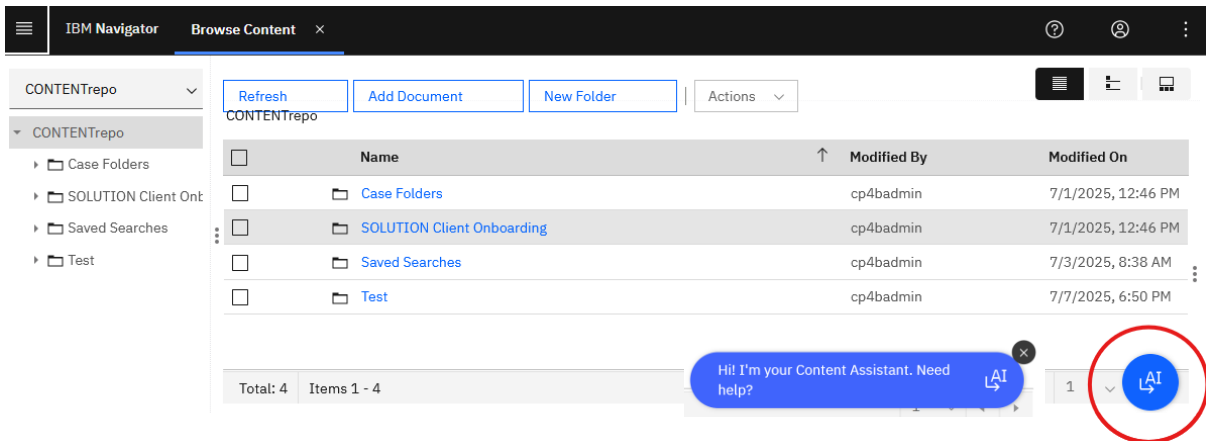 IBM Navigator
Browse Content
CONTENTrepo
Refresh
Add Document
New Folder
Actions
CONTENTrepo
CONTENTrepo
Case Folders
SOLUTION Client Onb
Saved Searches
Test
Name Modified By Modified On
Case Folders cp4badmin 7/1/2025, 12:46 PM
SOLUTION Client Onboarding cp4badmin 7/1/2025, 12:46 PM
Saved Searches cp4badmin 7/3/2025, 8:38 AM
Test cp4badmin 7/7/2025, 6:50 PM
Hi! I'm your Content Assistant. Need
help?
AI
Total: 4 Items 1 - 4
1
AI